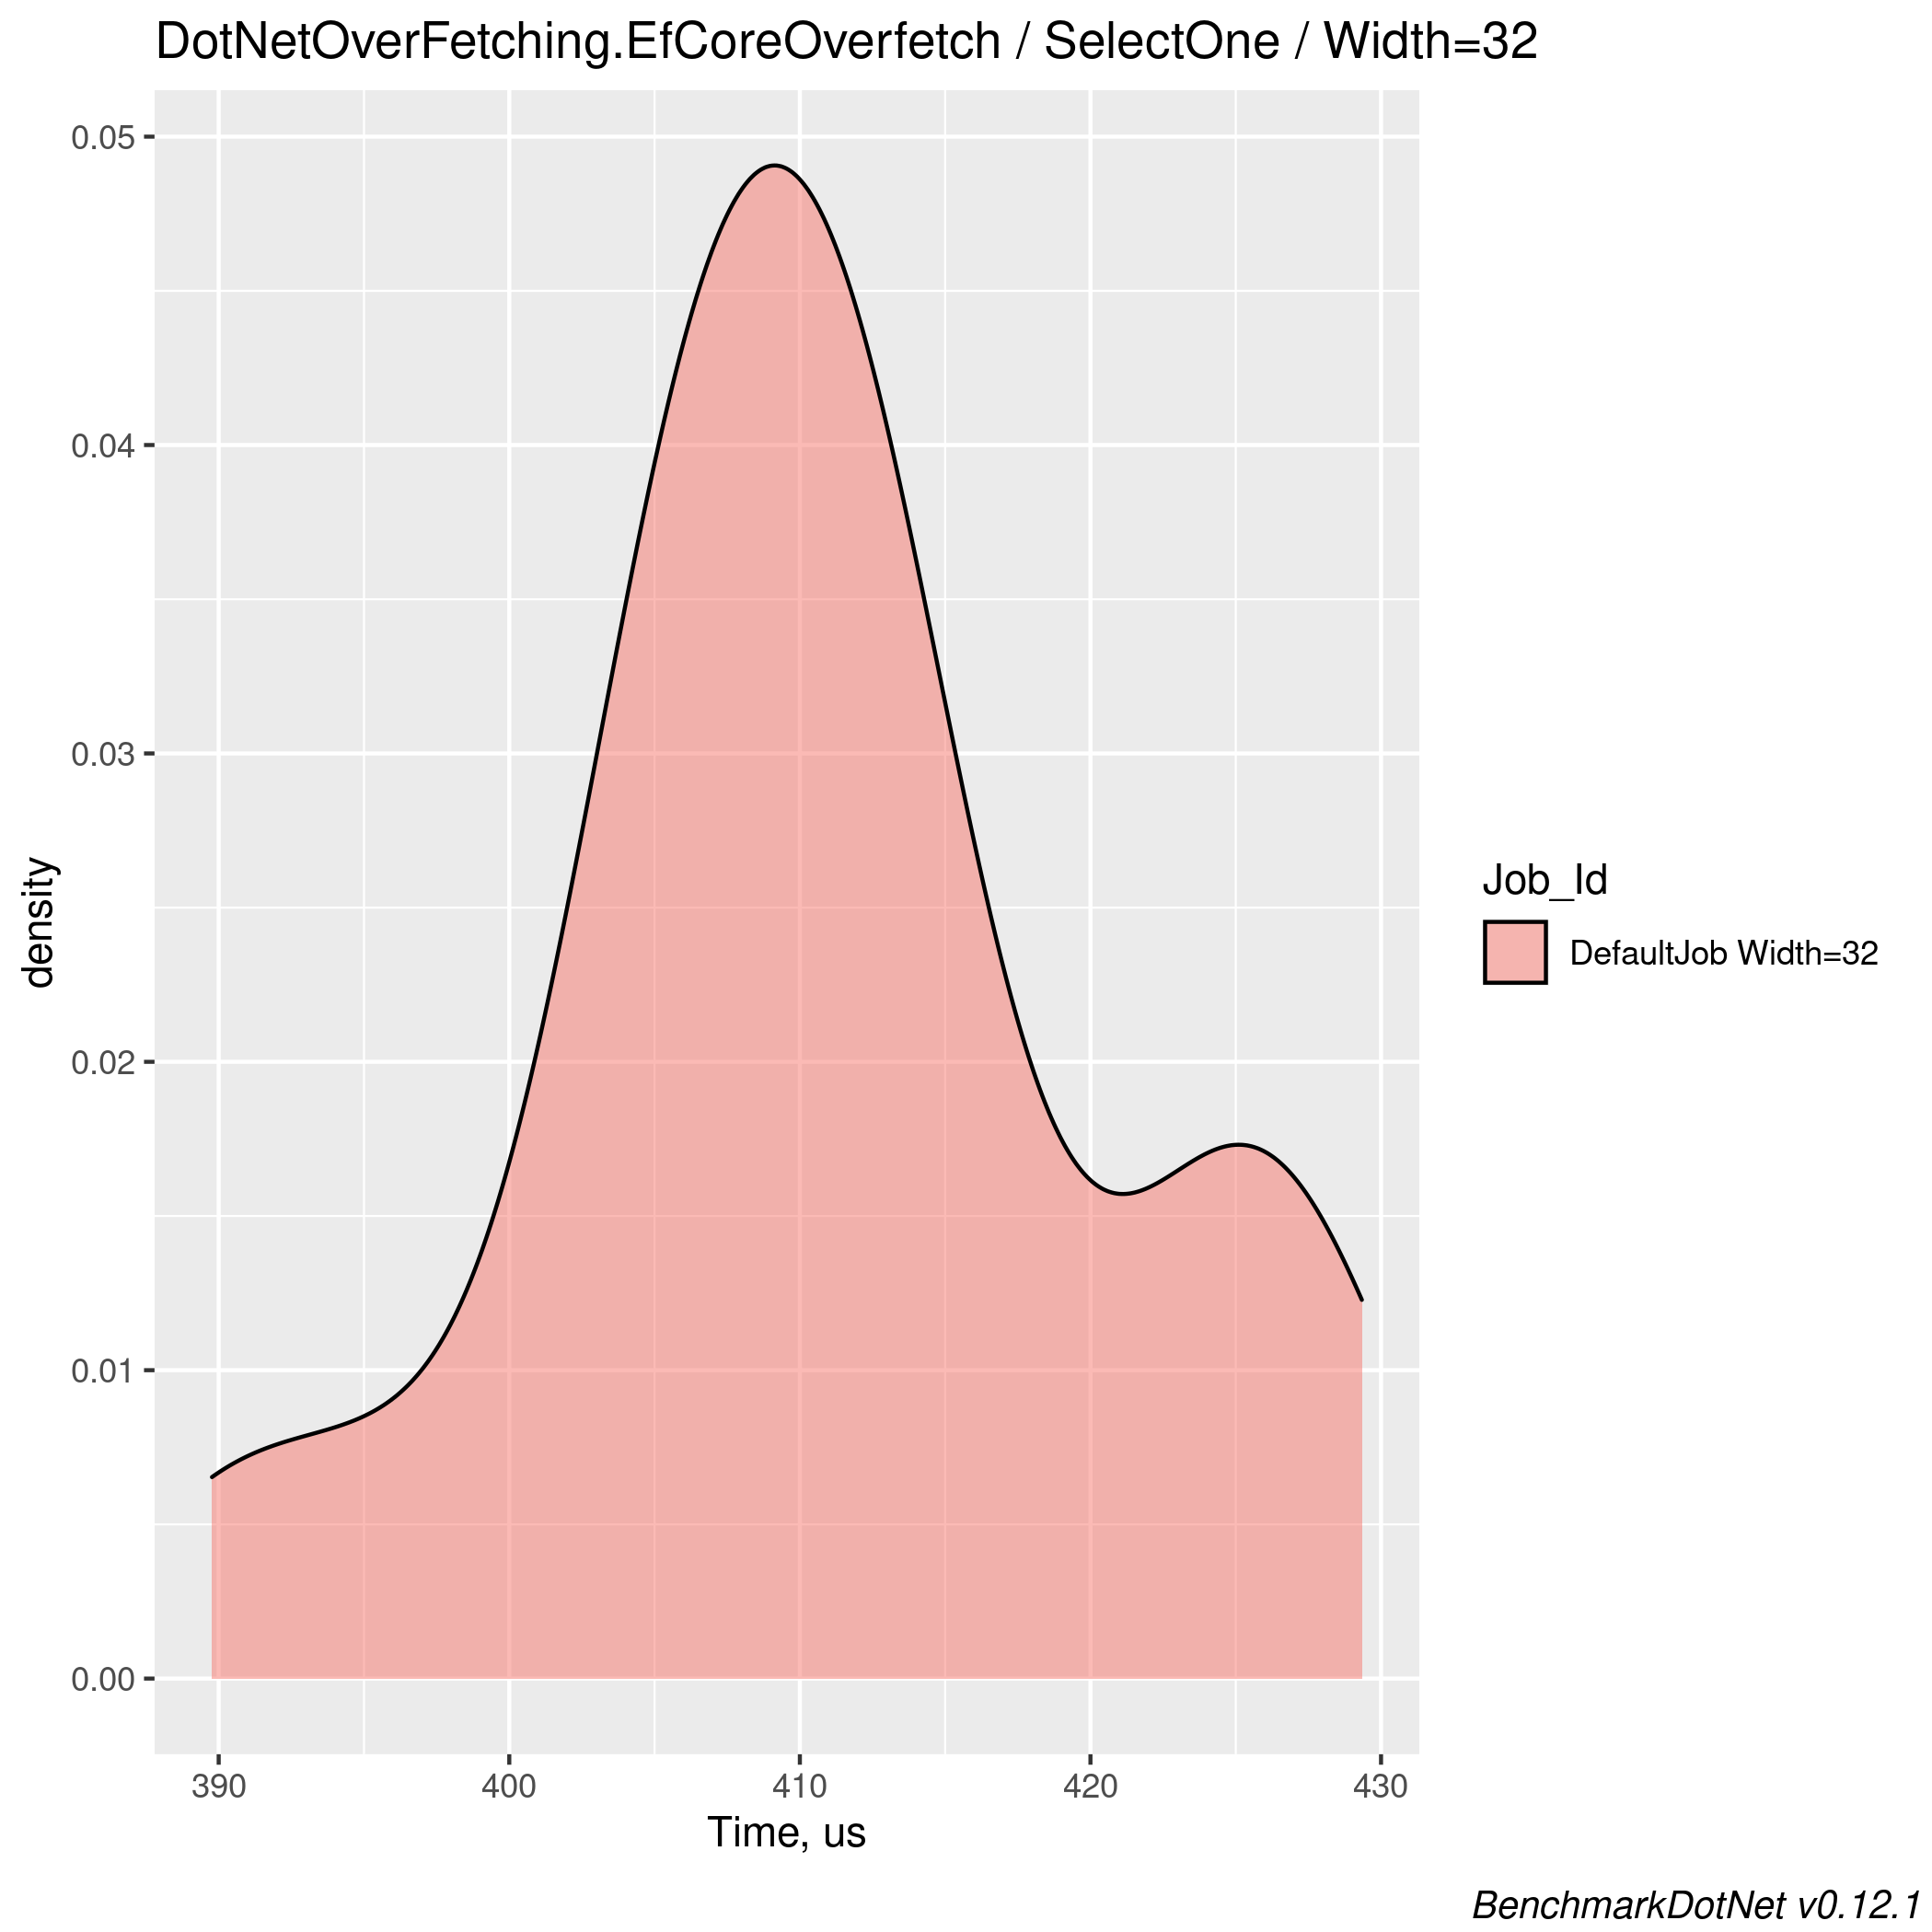 DotNetOverFetching.EfCoreOverfetch / SelectOne / Width=32
0.05
0.04
0.03
0.02
0.01
0.00
density
390 400 410 420 430
Time, us
Job_Id
DefaultJob Width=32
BenchmarkDotNet v0.12.1